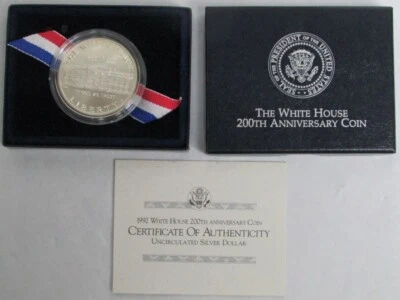 LIBERTY
SEAL OF THE PRESIDENT OF THE UNITED STATES
THE WHITE HOUSE
200TH ANNIVERSARY COIN
1992 WHITE HOUSE 200TH ANNIVERSARY COIN
CERTIFICATE OF AUTHENTICITY
UNCIRCULATED SILVER DOLLAR